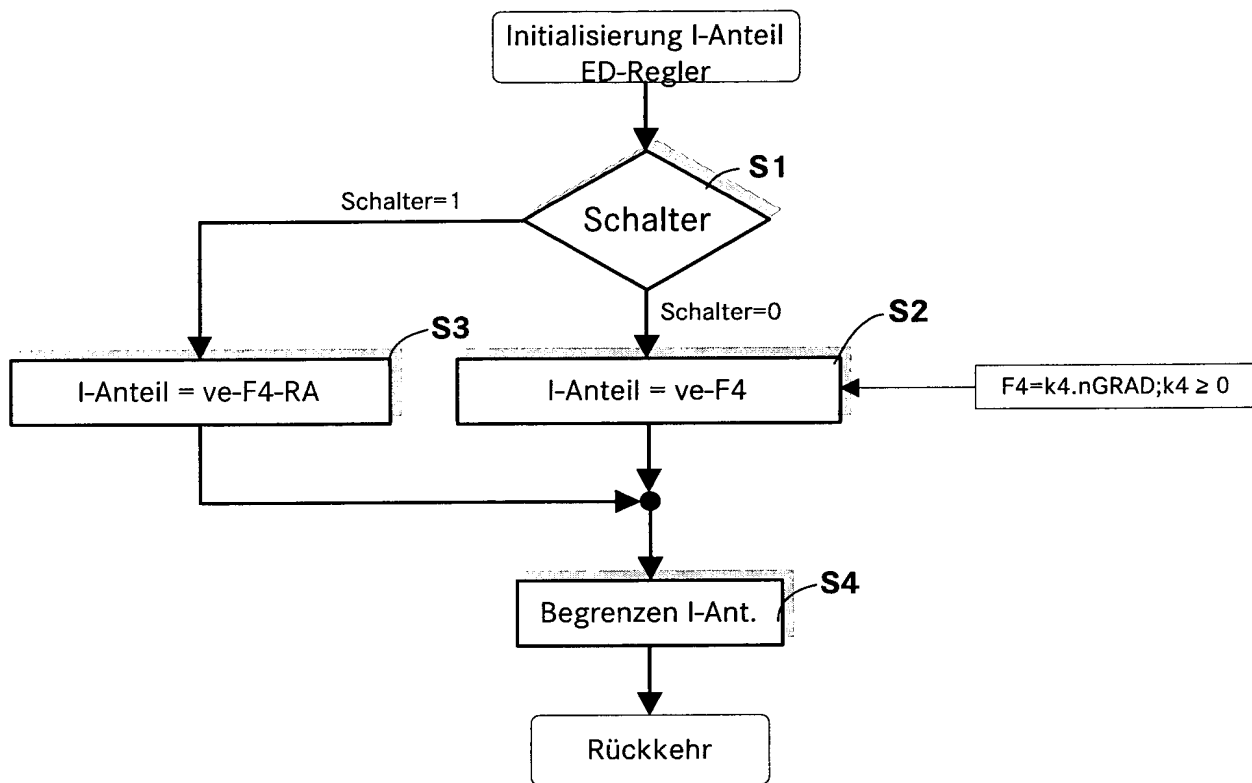 Initialisierung I-Anteil
ED-Regler
S1
Schalter=1
Schalter
Schalter=0
S3
S2
I-Anteil = ve-F4-RA
I-Anteil = ve-F4
F4=k4.nGRAD;k4 ≥ 0
S4
Begrenzen I-Ant.
Rückkehr